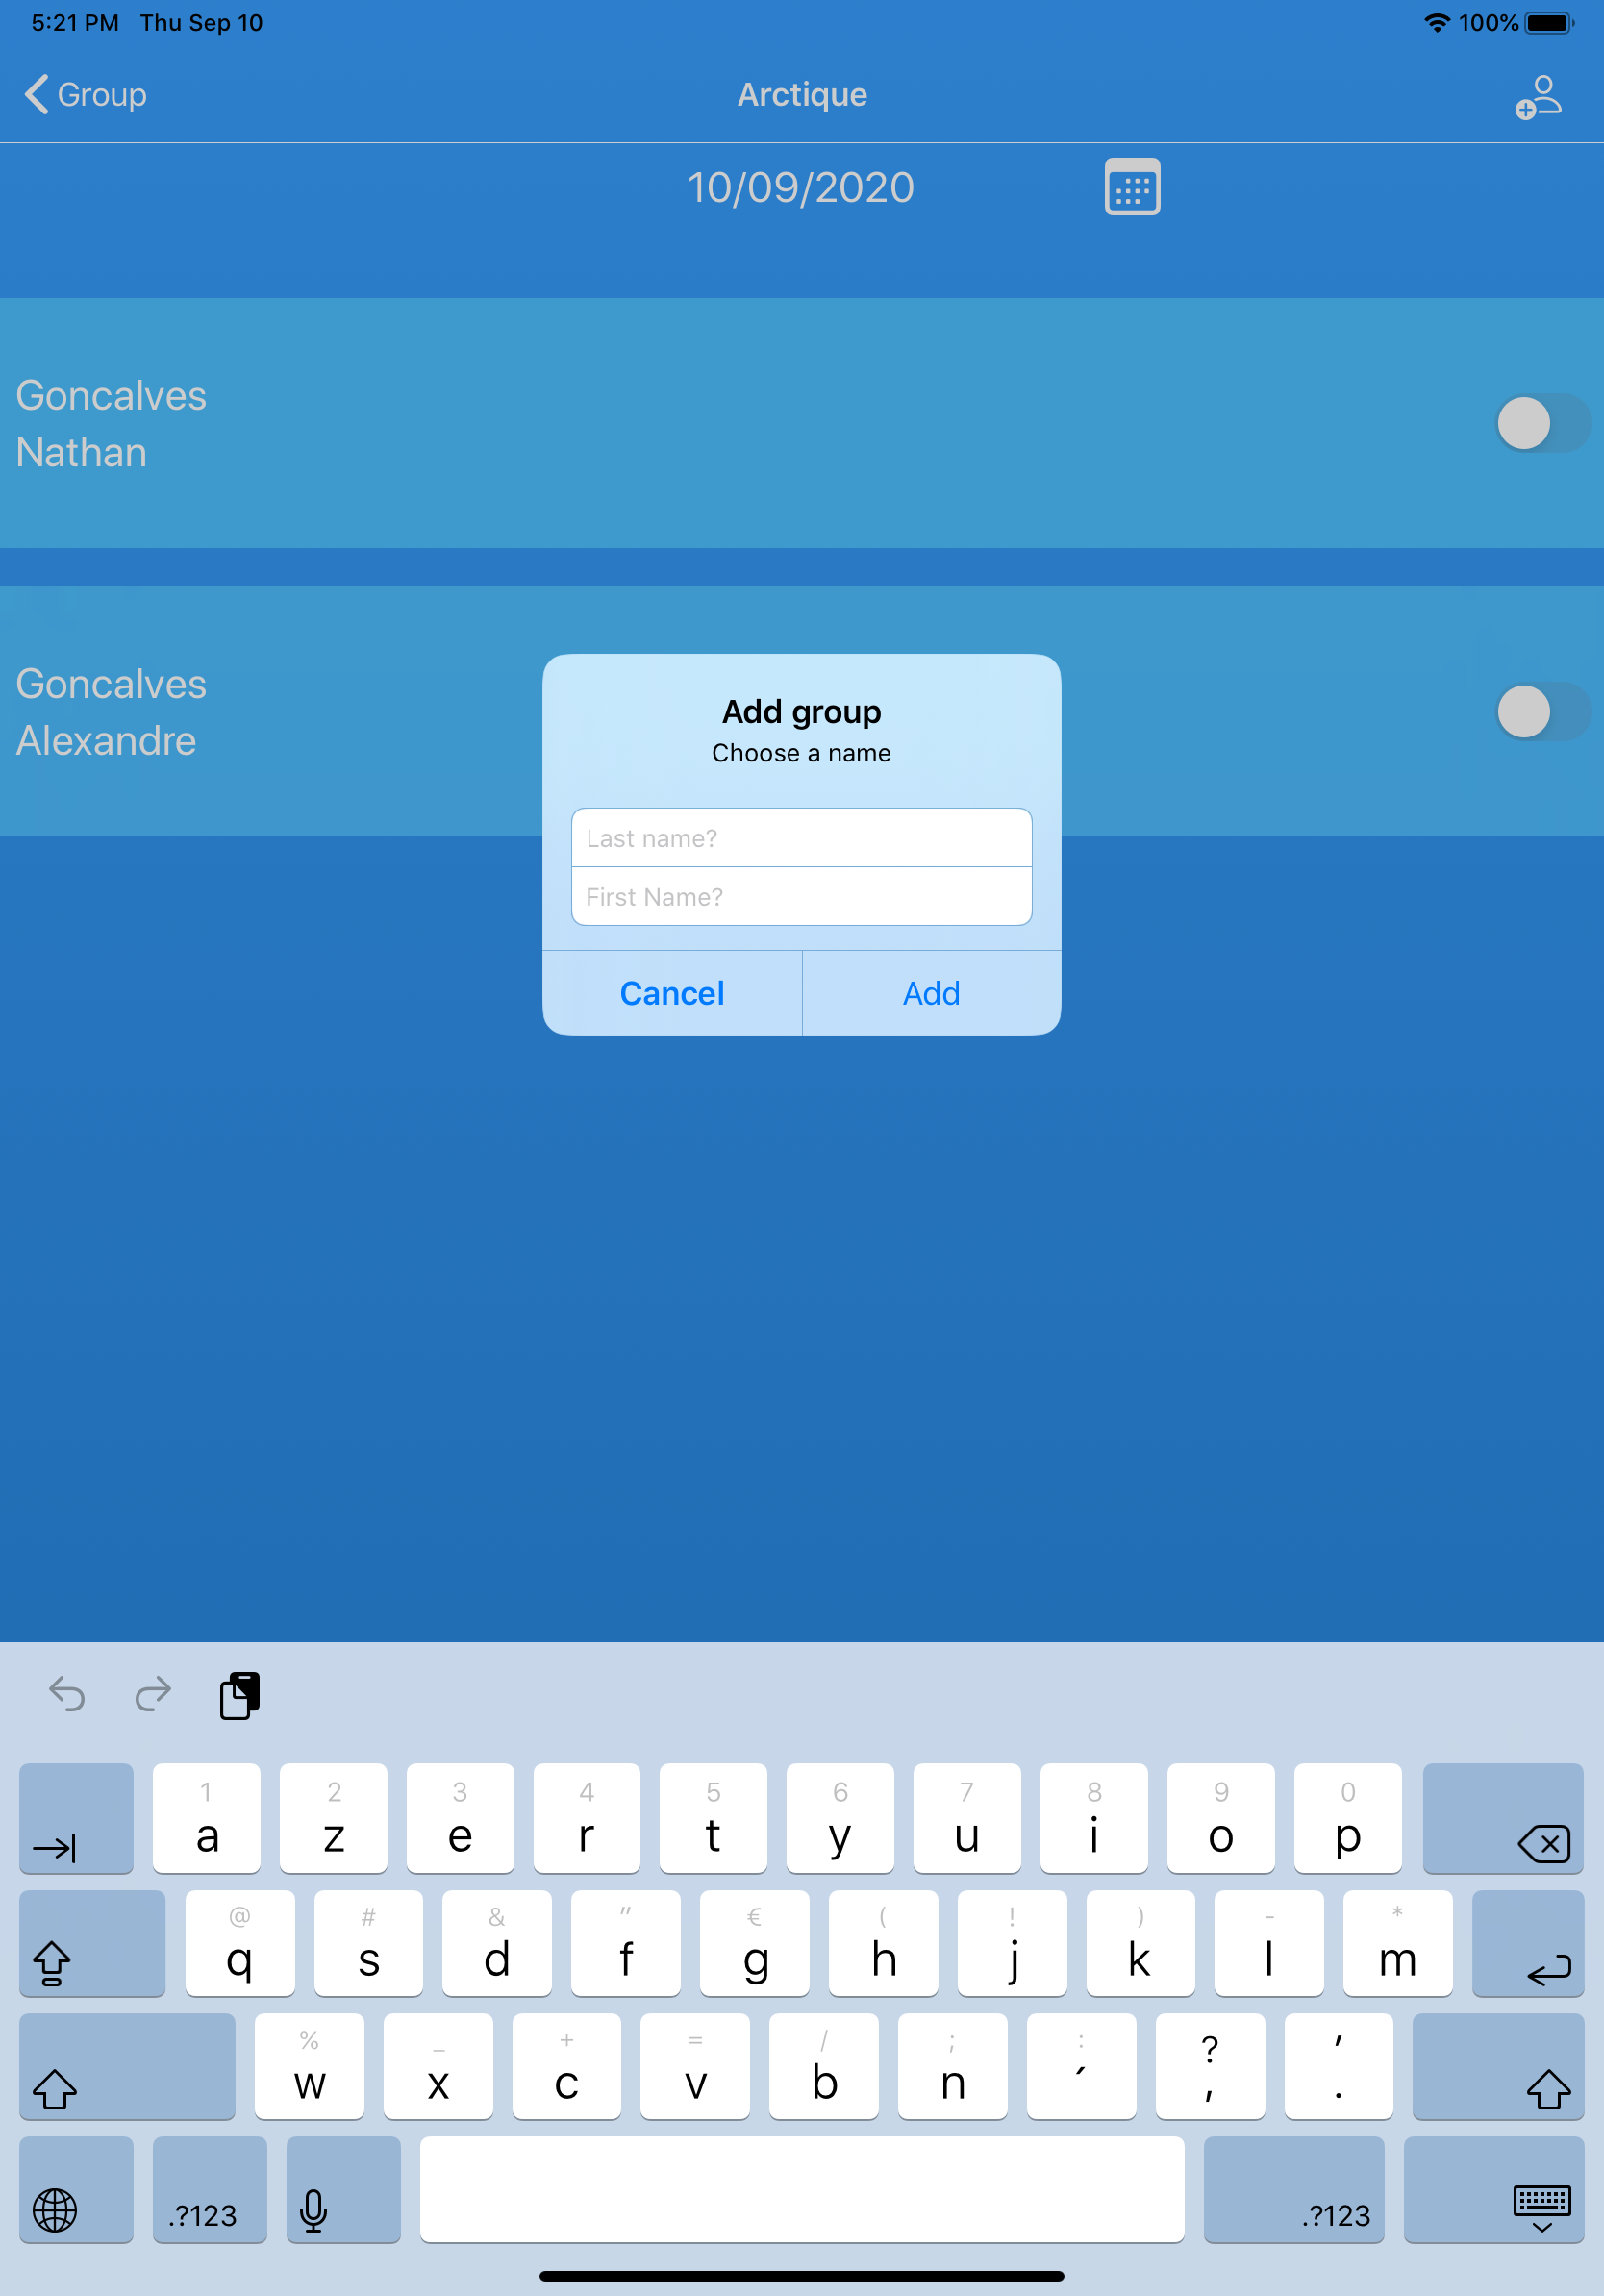 5:21 PM Thu Sep 10 100%
Group Arctique
10/09/2020
Goncalves
Nathan
Goncalves
Alexandre
Add group
Choose a name
Last name?
First Name?
Cancel Add
1 2 3 4 5 6 7 8 9 0
a z e r t y u i o p
@ # & " € ( ! ) - *
q s d f g h j k l m
% _ + = / ; : ? ’
w x c v b n ´ , .
.?123 .?123